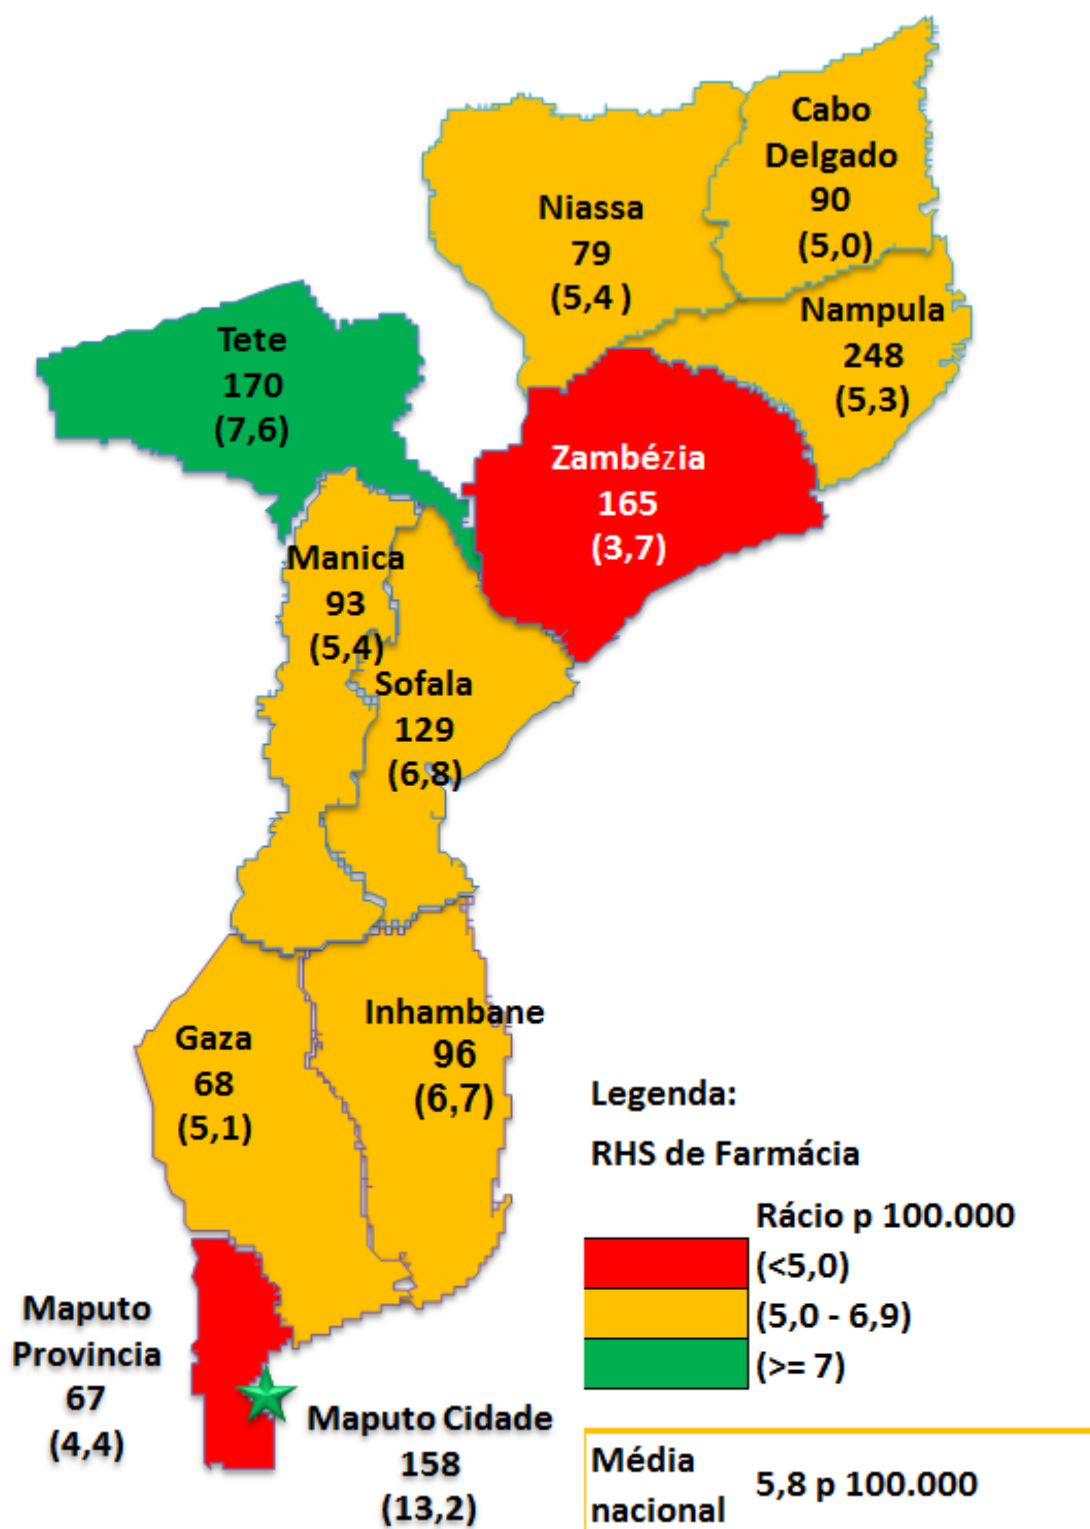 Cabo
Delgado
90
(5,0)
Niassa
79
(5,4 )
Nampula
248
(5,3)
Tete
170
(7,6)
Zambézia
165
(3,7)
Manica
93
(5,4)
Sofala
129
(6,8)
Inhambane
96
(6,7)
Gaza
68
(5,1)
Maputo
Provincia
67
(4,4)
Maputo Cidade
158
(13,2)
Legenda:
RHS de Farmácia
Rácio p 100.000
(<5,0)
(5,0 - 6,9)
(>= 7)
Média
nacional
5,8 p 100.000